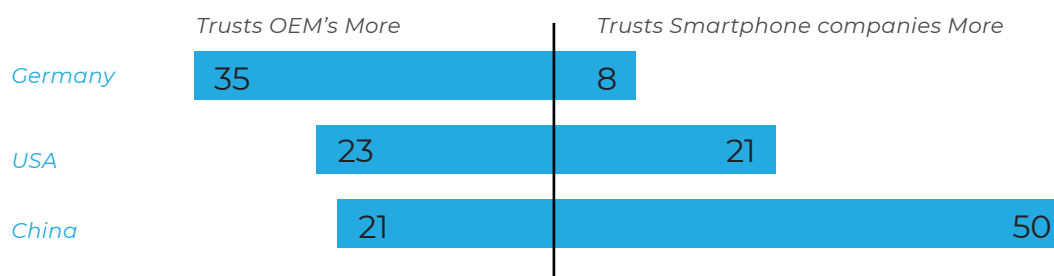 Trusts OEM's More
Trusts Smartphone companies More
Germany
35
8
USA
23
21
China
21
50